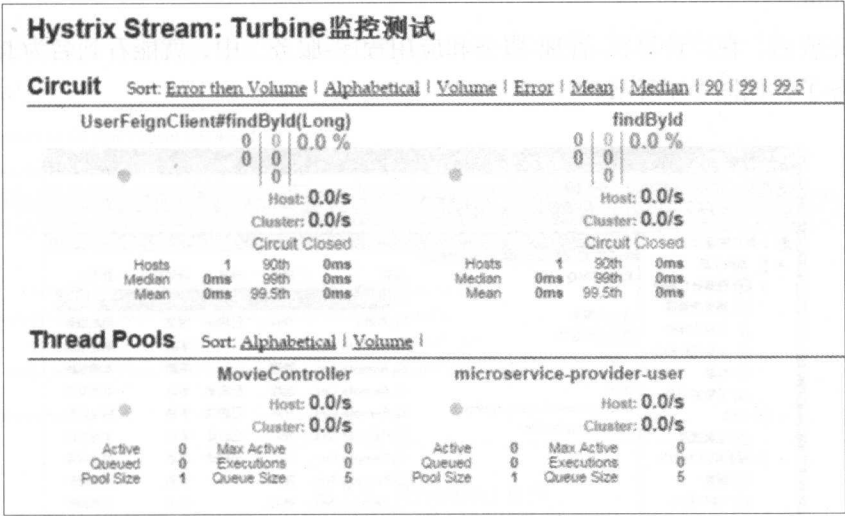 Hystrix Stream: Turbine监控测试
Circuit Sort: Error then Volume | Alphabetical | Volume | Error | Mean | Median | 90 | 99 | 99.5
UserFeignClient#findById(Long) findById
0 0 0.0 % 0 0 0.0 %
0 0 0 0
0 0
Host: 0.0/s Host: 0.0/s
Cluster: 0.0/s Cluster: 0.0/s
Circuit Closed Circuit Closed
Hosts 1 90th 0ms Hosts 1 90th 0ms
Median 0ms 99th 0ms Median 0ms 99th 0ms
Mean 0ms 99.5th 0ms Mean 0ms 99.5th 0ms
Thread Pools Sort: Alphabetical | Volume |
MovieController microservice-provider-user
Host: 0.0/s Host: 0.0/s
Cluster: 0.0/s Cluster: 0.0/s
Active 0 Max Active 0 Active 0 Max Active 0
Queued 0 Executions 0 Queued 0 Executions 0
Pool Size 1 Queue Size 5 Pool Size 1 Queue Size 5